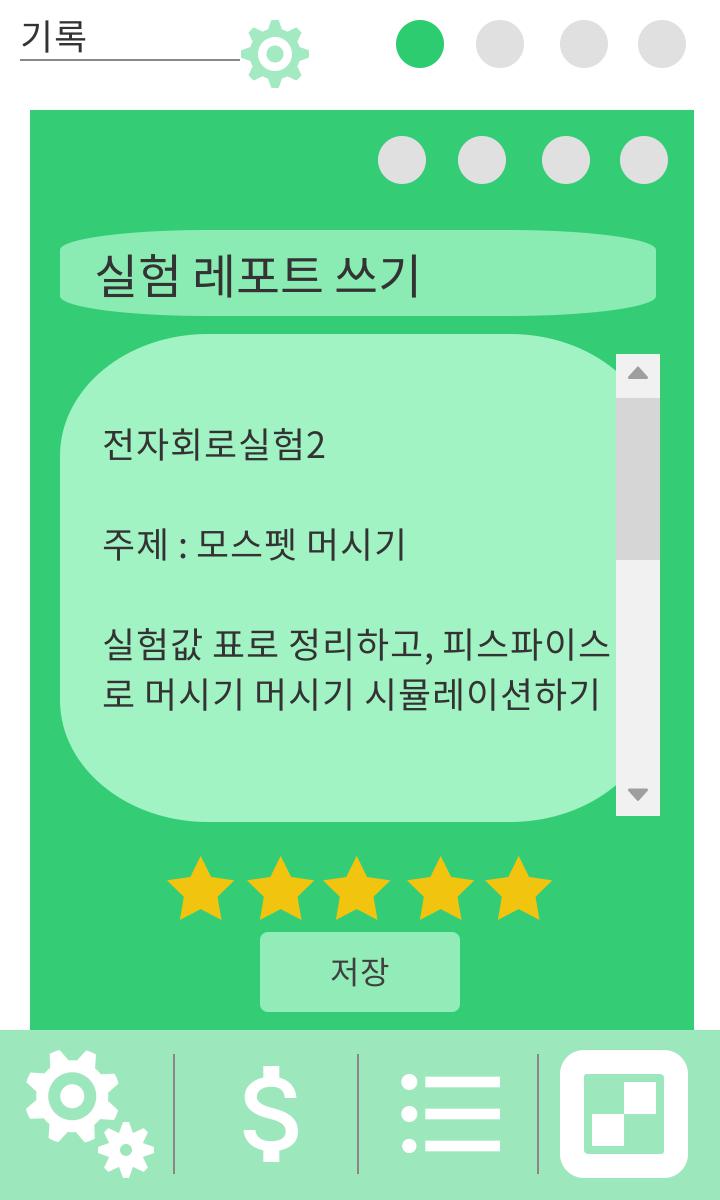 기록
실험 레포트 쓰기
전자회로실험2
주제 : 모스펫 머시기
실험값 표로 정리하고, 피스파이스
로 머시기 머시기 시뮬레이션하기
저장